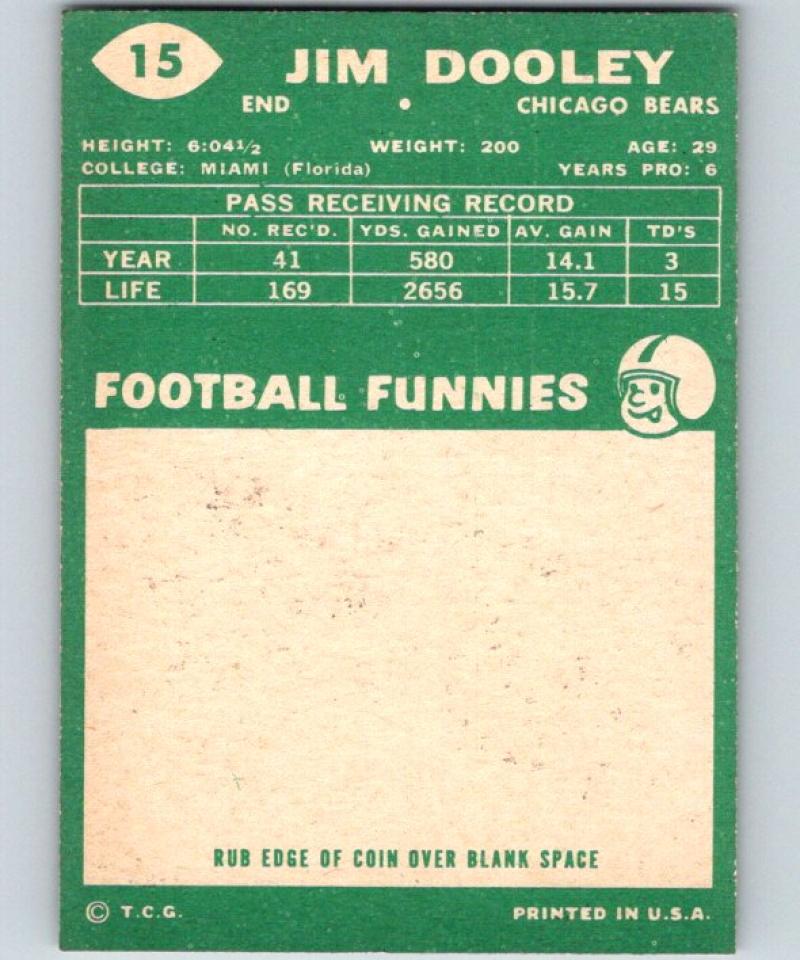 15 JIM DOOLEY
END • CHICAGO BEARS
HEIGHT: 6:04½ WEIGHT: 200 AGE: 29
COLLEGE: MIAMI (Florida) YEARS PRO: 6
PASS RECEIVING RECORD
NO. REC'D. YDS. GAINED AV. GAIN TD'S
YEAR 41 580 14.1 3
LIFE 169 2656 15.7 15
FOOTBALL FUNNIES
RUB EDGE OF COIN OVER BLANK SPACE
© T.C.G. PRINTED IN U.S.A.